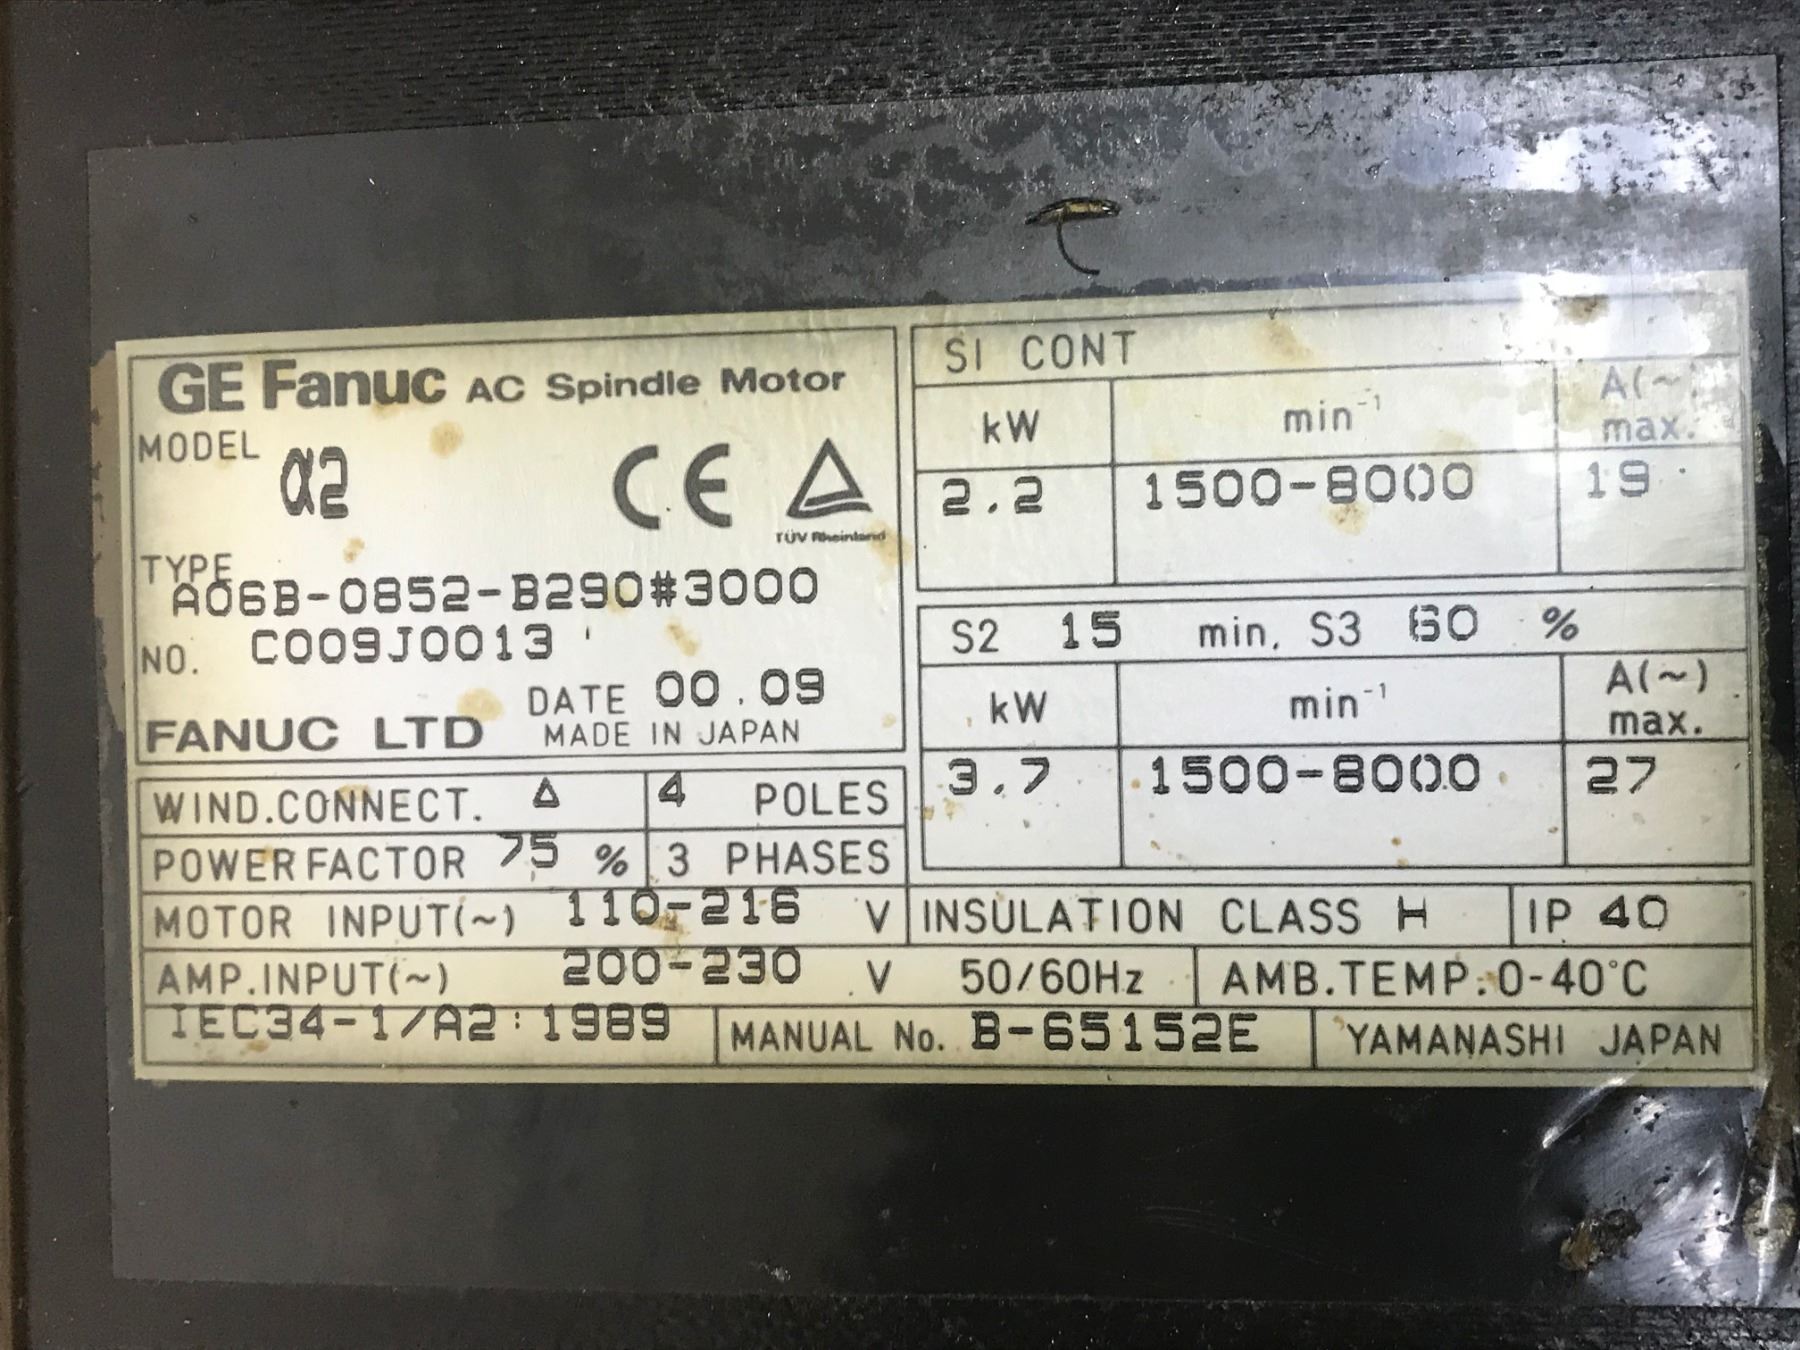 GE Fanuc AC Spindle Motor
MODEL α2
CE
TÜV Rheinland
TYPE A06B-0852-B290#3000
NO. C009J0013
DATE 00.09
FANUC LTD MADE IN JAPAN
WIND.CONNECT. Δ 4 POLES
POWER FACTOR 75 % 3 PHASES
MOTOR INPUT(~) 110-216 V
AMP.INPUT(~) 200-230 V 50/60Hz
IEC34-1/A2:1989
SI CONT
kW min⁻¹ A(~) max.
2.2 1500-8000 19
S2 15 min, S3 60 %
kW min⁻¹ A(~) max.
3.7 1500-8000 27
INSULATION CLASS H IP 40
AMB.TEMP.0-40°C
MANUAL No. B-65152E YAMANASHI JAPAN